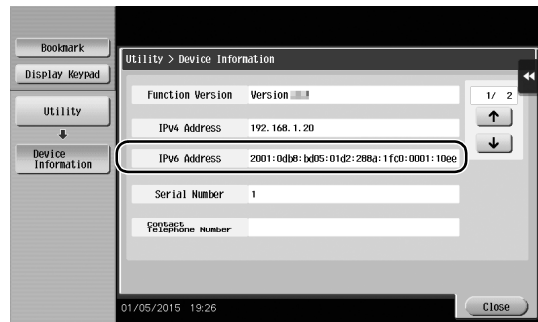 Bookmark
Display Keypad
Utility
Device
Information
Utility > Device Information
Function Version Version
1/ 2
IPv4 Address 192.168.1.20
IPv6 Address 2001:0db8:bd05:01d2:288a:1fc0:0001:10ee
Serial Number 1
Contact
Telephone Number
01/05/2015 19:26
Close